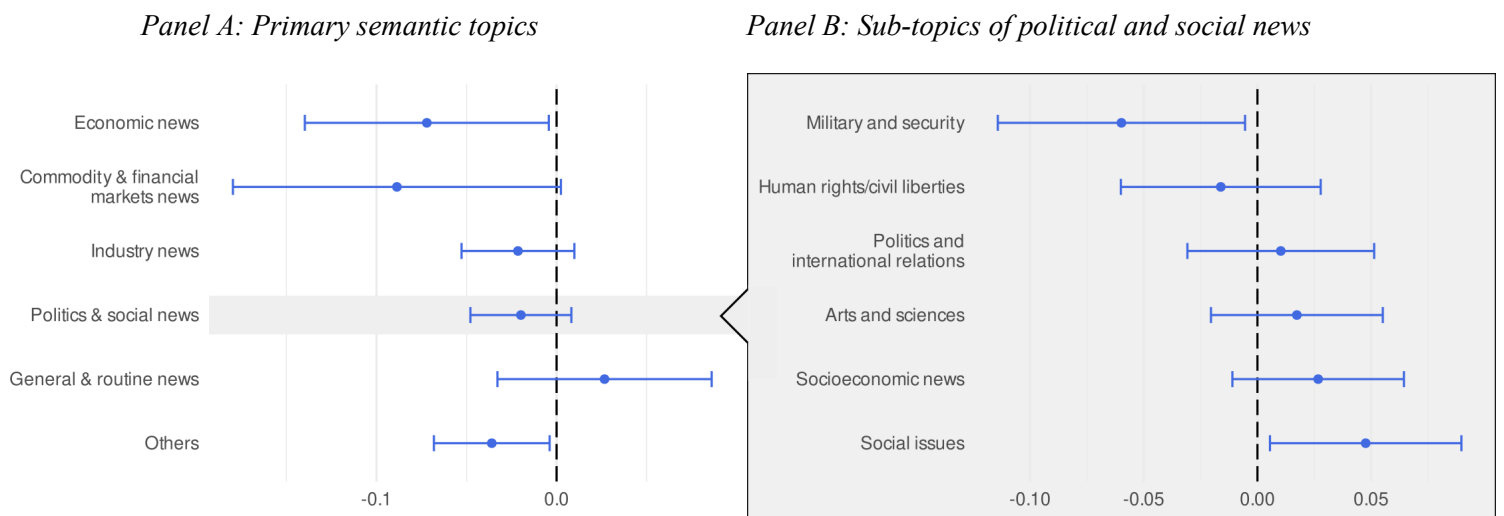 Panel A: Primary semantic topics
Economic news
Commodity & financial
markets news
Industry news
Politics & social news
General & routine news
Others
-0.1
0.0
Panel B: Sub-topics of political and social news
Military and security
Human rights/civil liberties
Politics and
international relations
Arts and sciences
Socioeconomic news
Social issues
-0.10
-0.05
0.00
0.05